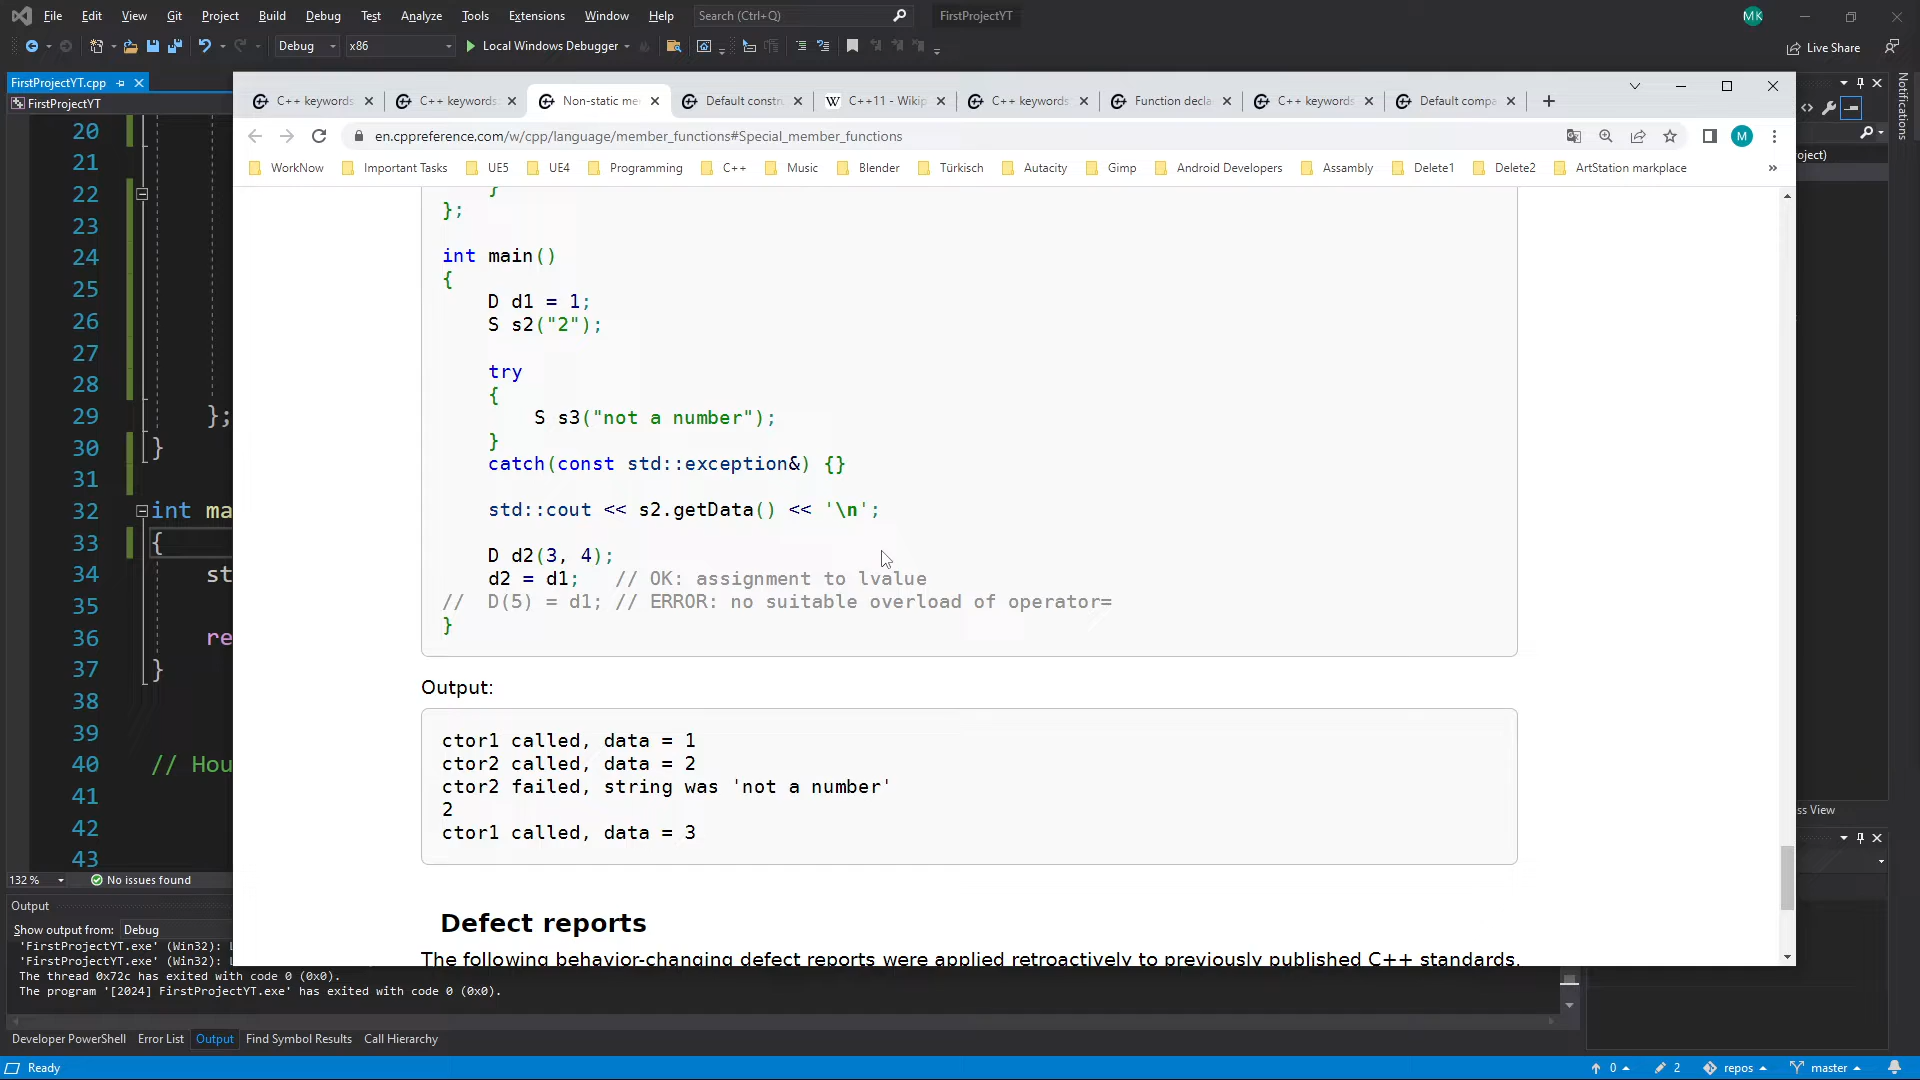 File Edit View Git Project Build Debug Test Analyze Tools Extensions Window Help Search (Ctrl+Q) FirstProjectYT MK
Debug x86 Local Windows Debugger Live Share
FirstProjectYT.cpp
FirstProjectYT
C++ keywords C++ keywords: Non-static me Default constru C++11 - Wikip C++ keywords Function decla C++ keywords Default compa
en.cppreference.com/w/cpp/language/member_functions#Special_member_functions M
WorkNow Important Tasks UE5 UE4 Programming C++ Music Blender Türkisch Autacity Gimp Android Developers Assambly Delete1 Delete2 ArtStation markplace »
Notifications
oject)
20
21
22
23
24
25
26
27
28
29 };
30 }
31
32 int ma
33 {
34 st
35
36 re
37 }
38
39
40 // Hou
41
42
43
}
};
int main()
{
D d1 = 1;
S s2("2");
try
{
S s3("not a number");
}
catch(const std::exception&) {}
std::cout << s2.getData() << '\n';
D d2(3, 4);
d2 = d1; // OK: assignment to lvalue
// D(5) = d1; // ERROR: no suitable overload of operator=
}
Output:
ctor1 called, data = 1
ctor2 called, data = 2
ctor2 failed, string was 'not a number'
2
ctor1 called, data = 3
Defect reports
The following behavior-changing defect reports were applied retroactively to previously published C++ standards.
ss View
132 % No issues found
Output
Show output from: Debug
'FirstProjectYT.exe' (Win32): L
'FirstProjectYT.exe' (Win32): L
The thread 0x72c has exited with code 0 (0x0).
The program '[2024] FirstProjectYT.exe' has exited with code 0 (0x0).
Developer PowerShell Error List Output Find Symbol Results Call Hierarchy
Ready 0 2 repos master